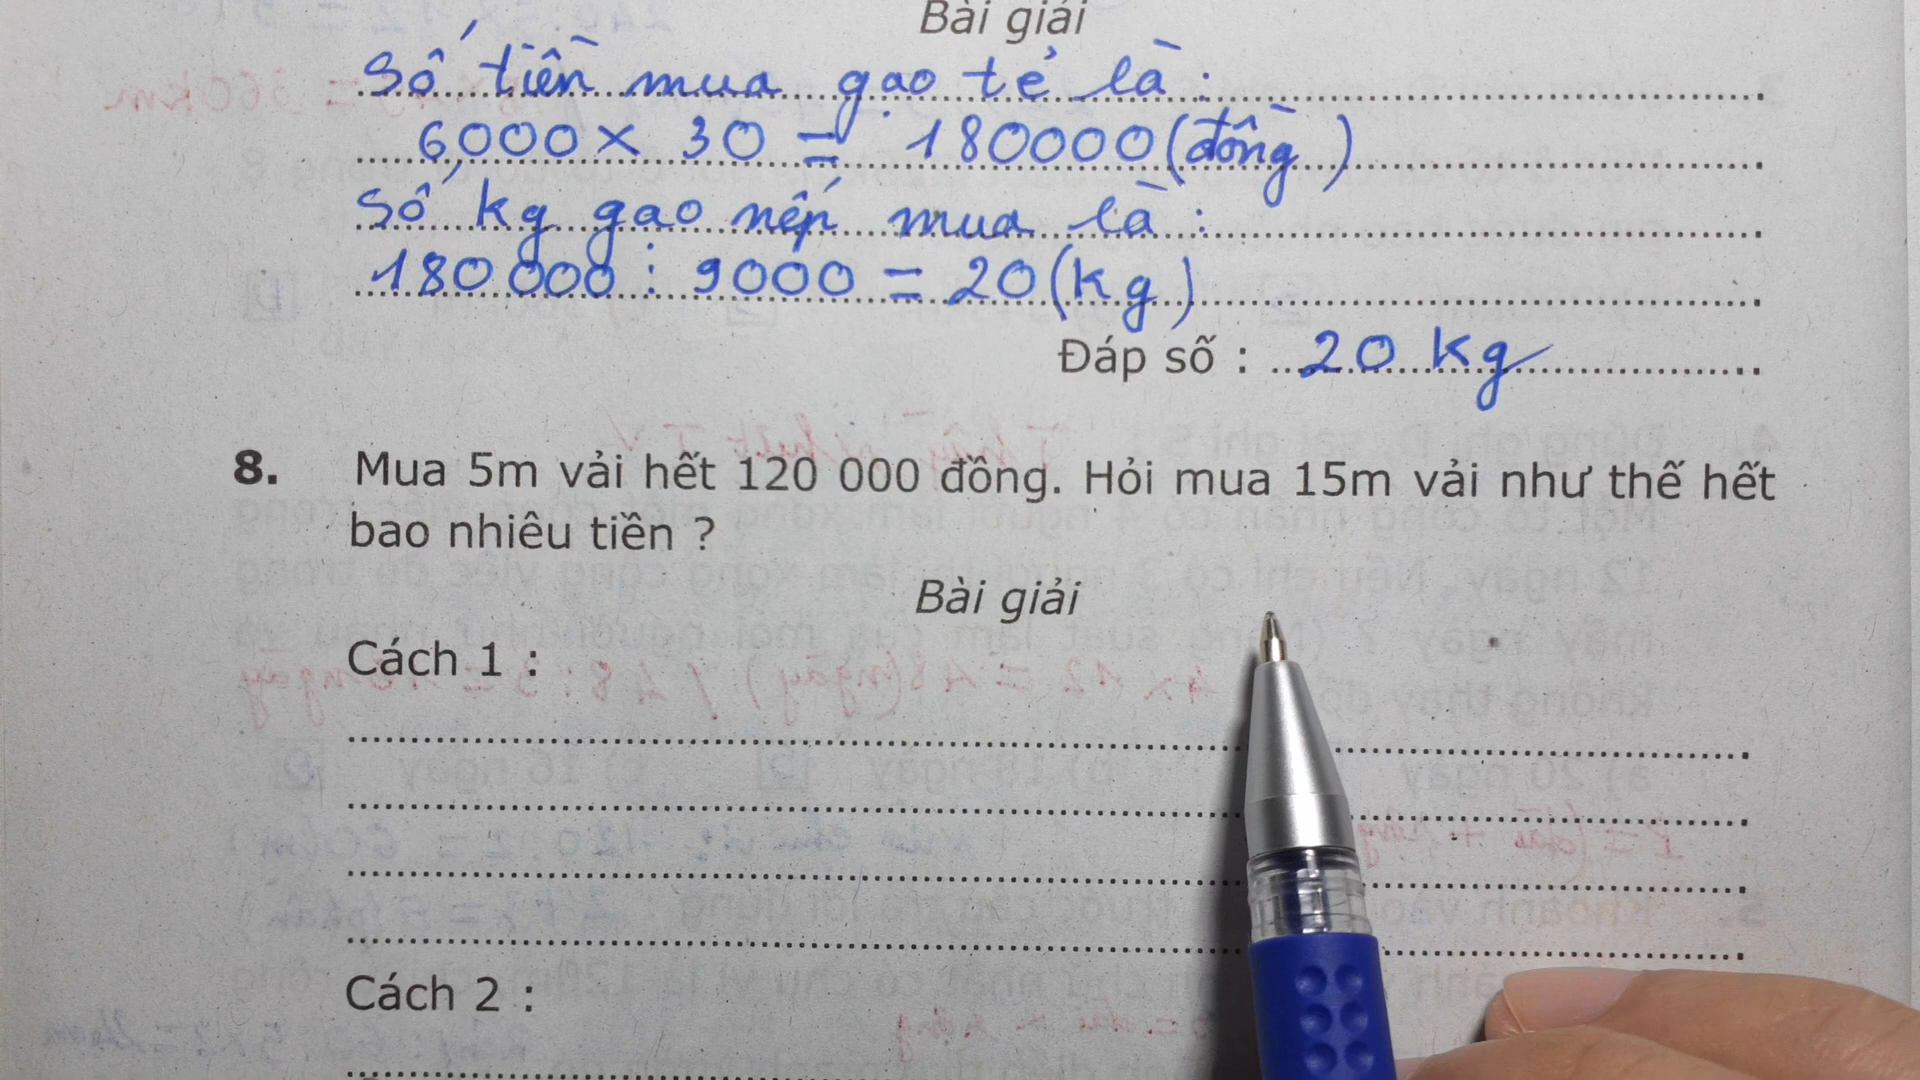 Bài giải
Số tiền mua gạo tẻ là :
6000 × 30 = 180000 (đồng)
Số kg gạo nếp mua là :
180 000 : 9000 = 20 (kg)
Đáp số : 20 kg
8. Mua 5m vải hết 120 000 đồng. Hỏi mua 15m vải như thế hết
bao nhiêu tiền ?
Bài giải
Cách 1 :
Cách 2 :